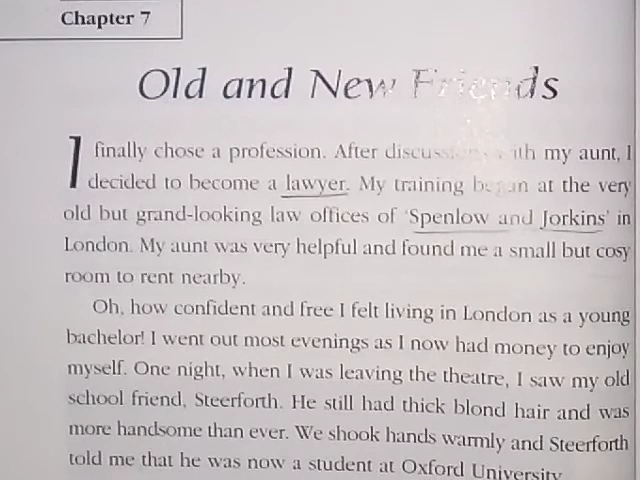 Chapter 7
Old and New Friends
I finally chose a profession. After discussions with my aunt, I
decided to become a lawyer. My training began at the very
old but grand-looking law offices of 'Spenlow and Jorkins' in
London. My aunt was very helpful and found me a small but cosy
room to rent nearby.
Oh, how confident and free I felt living in London as a young
bachelor! I went out most evenings as I now had money to enjoy
myself. One night, when I was leaving the theatre, I saw my old
school friend, Steerforth. He still had thick blond hair and was
more handsome than ever. We shook hands warmly and Steerforth
told me that he was now a student at Oxford University